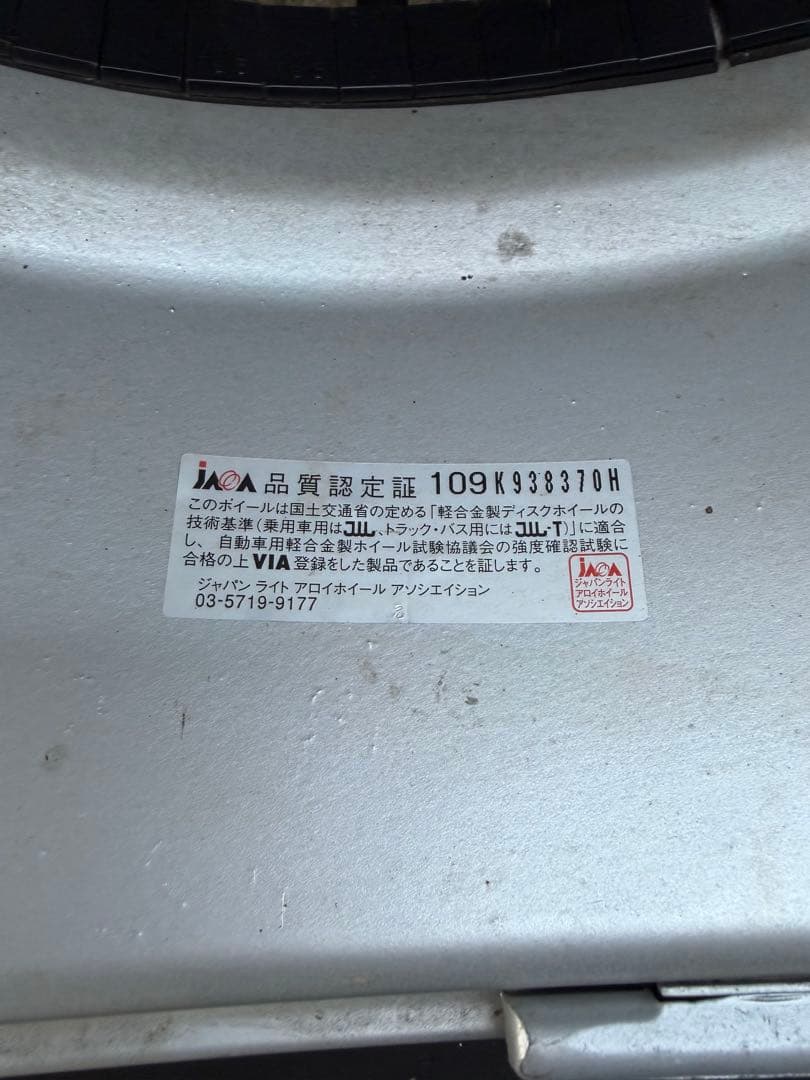 JAWA 品質認定証 109K938370H
このホイールは国土交通省の定める「軽合金製ディスクホイールの
技術基準(乗用車用はJWL、トラック・バス用にはJWL-T)」に適合
し、自動車用軽合金製ホイール試験協議会の強度確認試験に
合格の上VIA登録をした製品であることを証します。
ジャパン ライト アロイホイール アソシエイション
03-5719-9177
JAWA
ジャパンライト
アロイホイール
アソシエイション